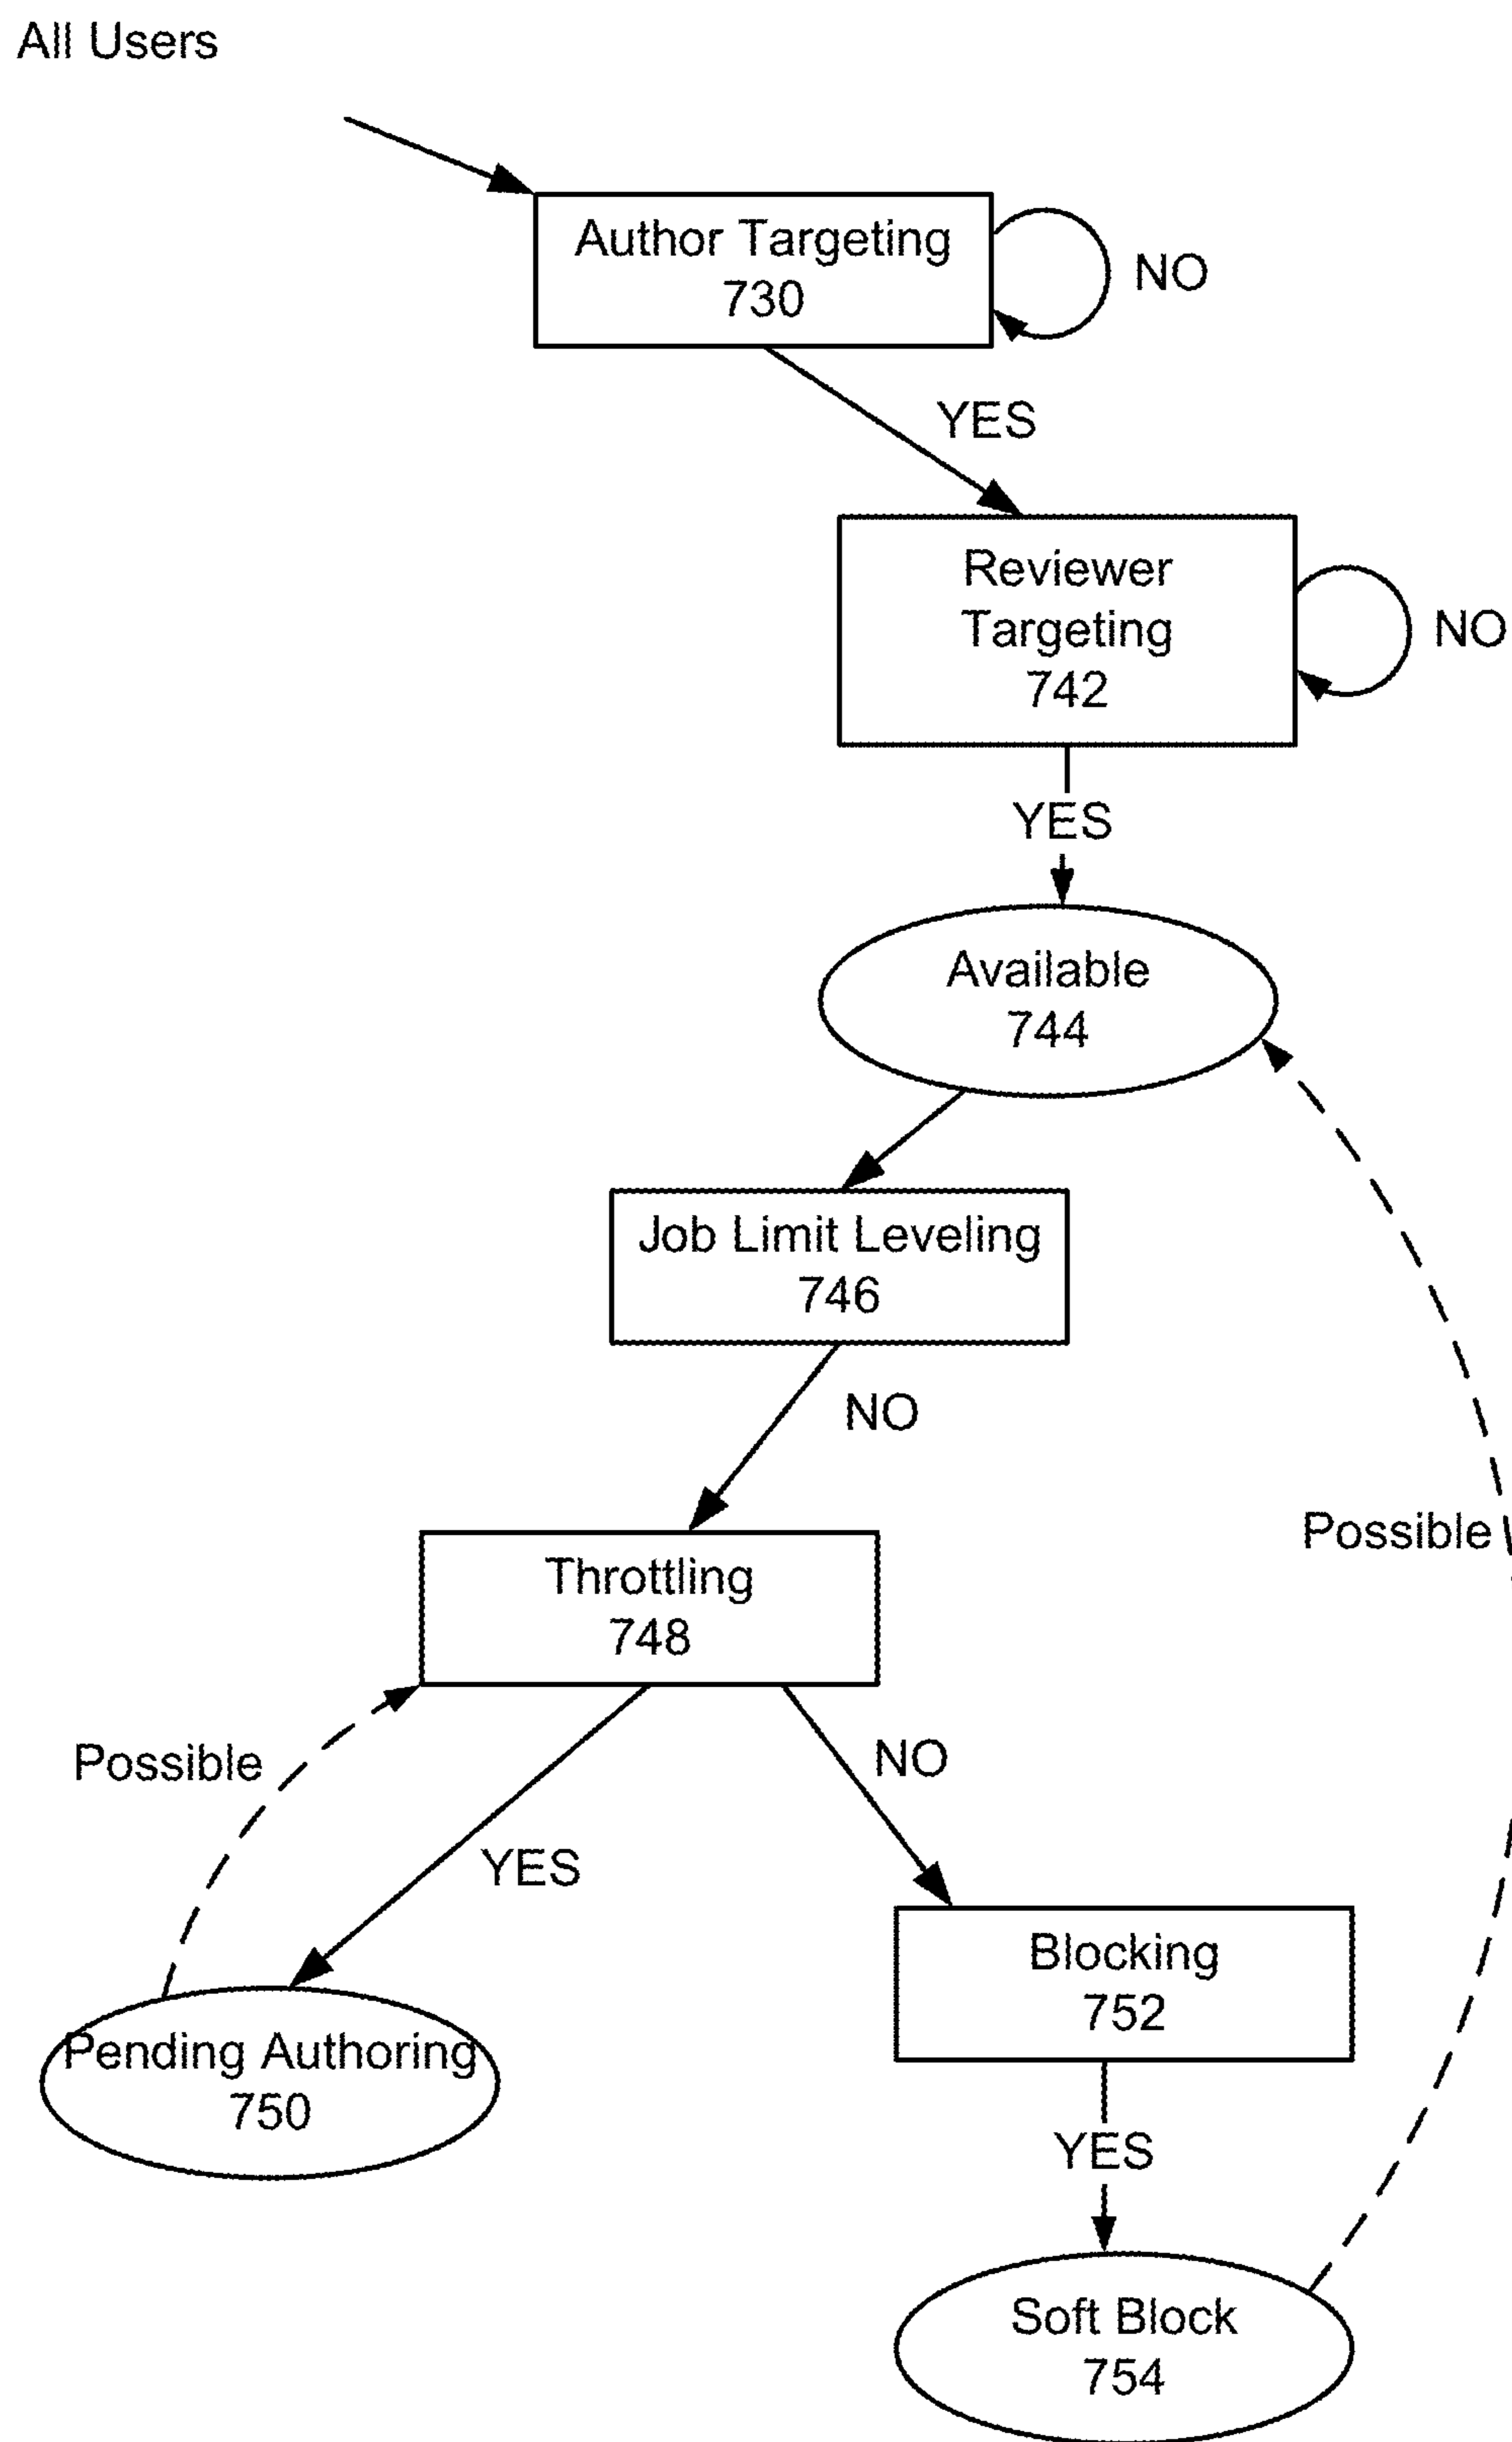 All Users
Author Targeting
730
NO
YES
Reviewer
Targeting
742
NO
YES
Available
744
Job Limit Leveling
746
NO
Possible
Throttling
748
Possible
NO
YES
Blocking
752
Pending Authoring
750
YES
Soft Block
754